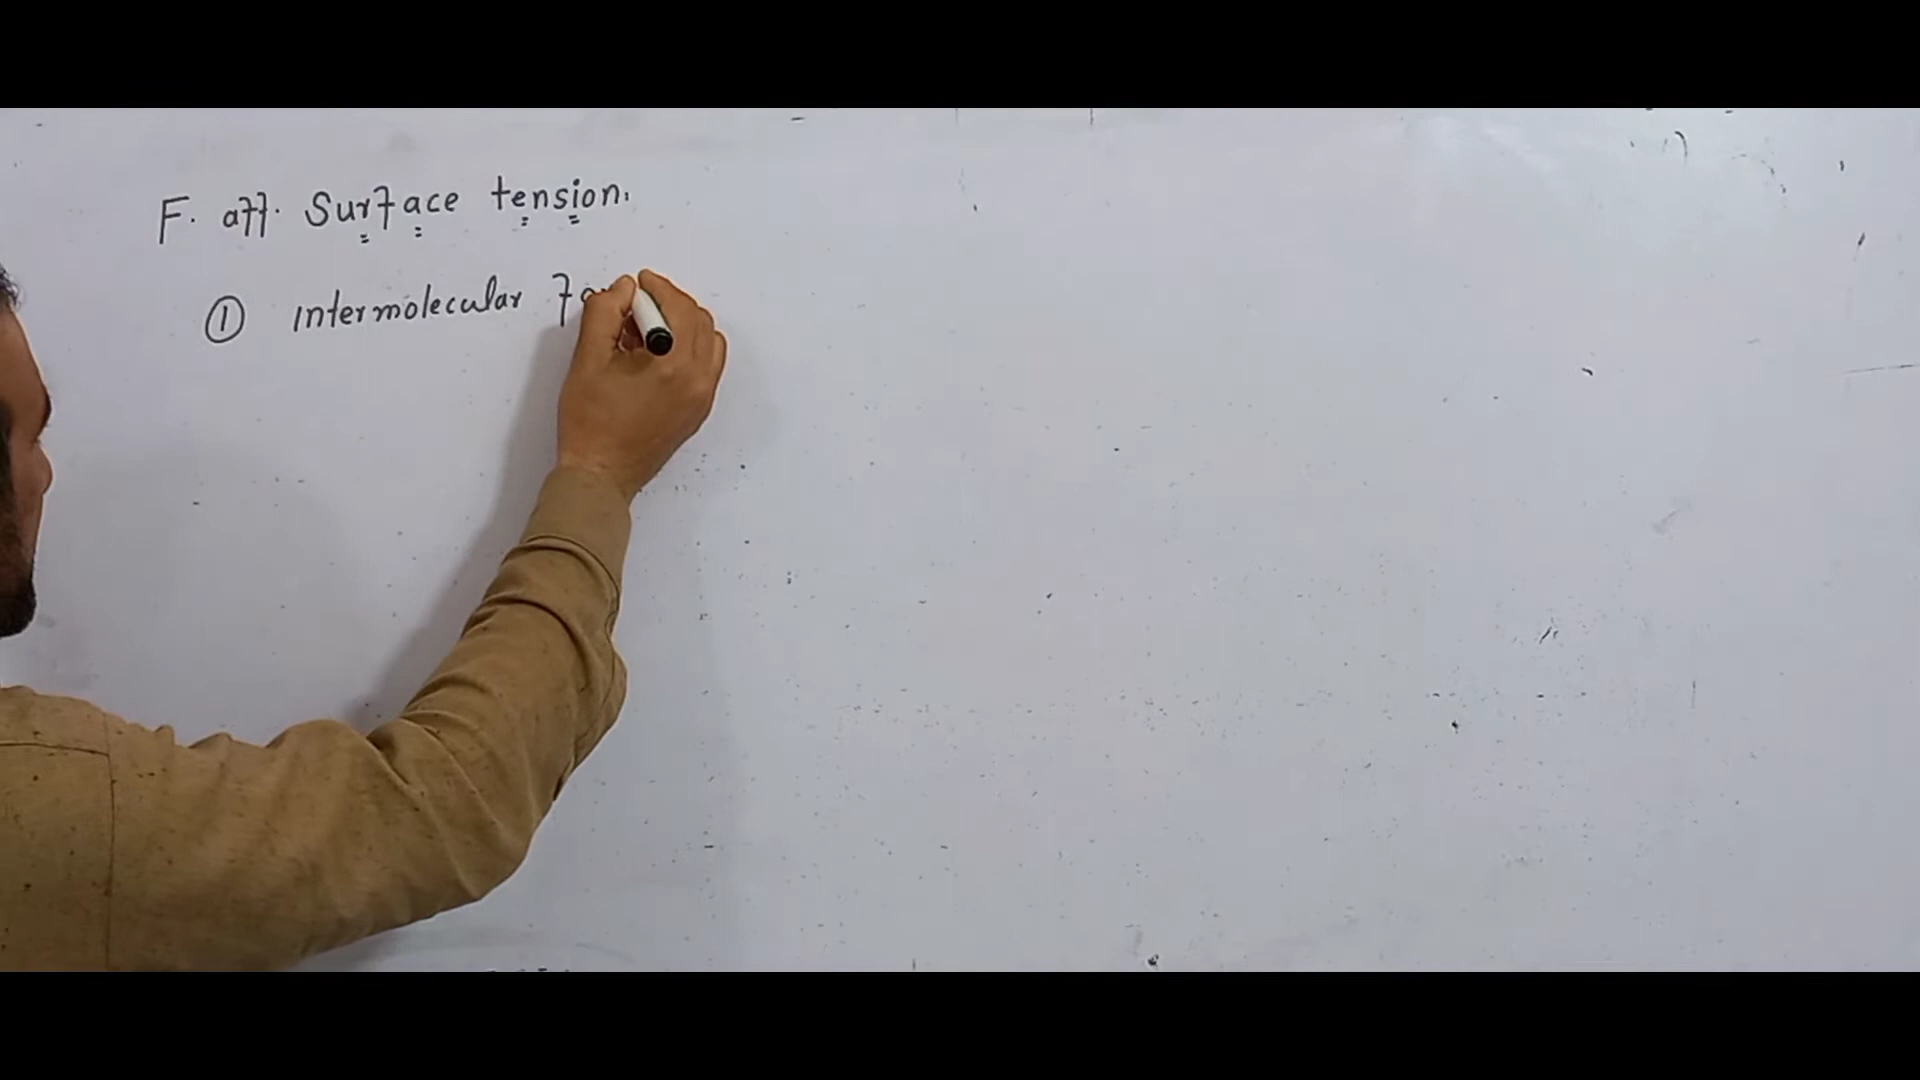 F. aff. Surface tension.
① intermolecular